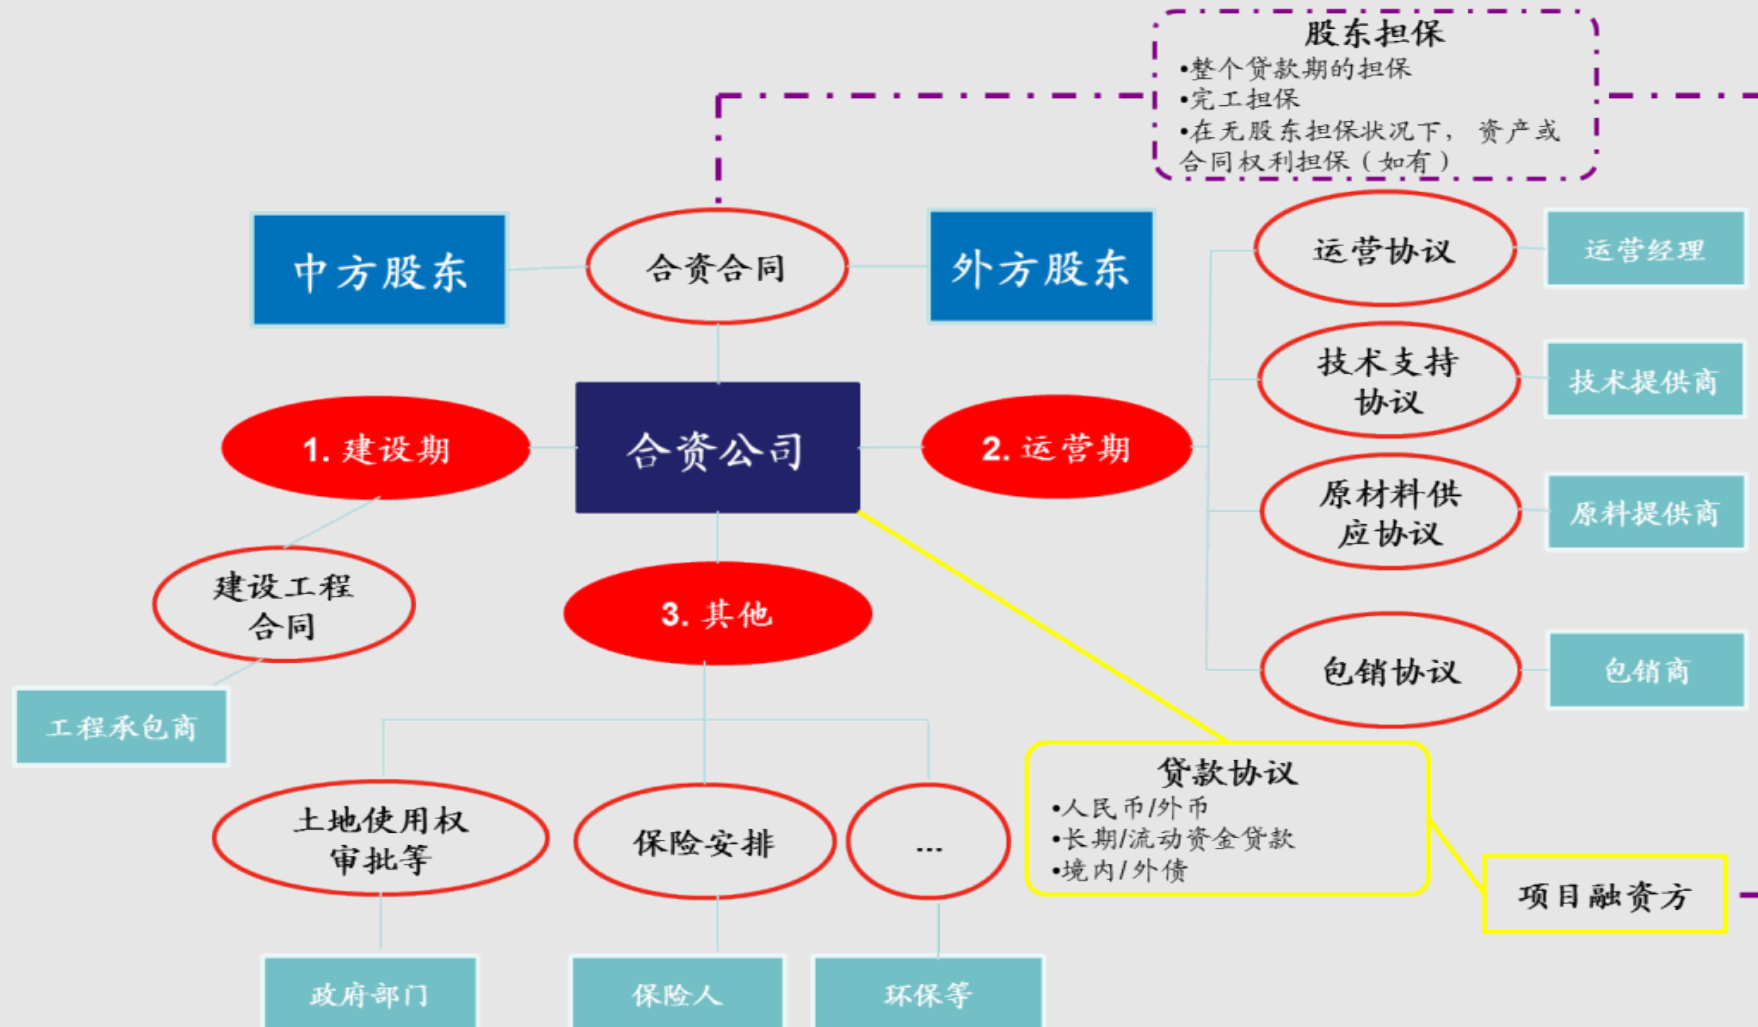 股东担保
•整个贷款期的担保
•完工担保
•在无股东担保状况下， 资产或
合同权利担保（如有）
中方股东
合资合同
外方股东
运营协议
运营经理
技术支持
协议
技术提供商
1. 建设期
合资公司
2. 运营期
原材料供
应协议
原料提供商
建设工程
合同
3. 其他
包销协议
包销商
工程承包商
贷款协议
•人民币/外币
•长期/流动资金贷款
•境内/外债
土地使用权
审批等
保险安排
...
项目融资方
政府部门
保险人
环保等